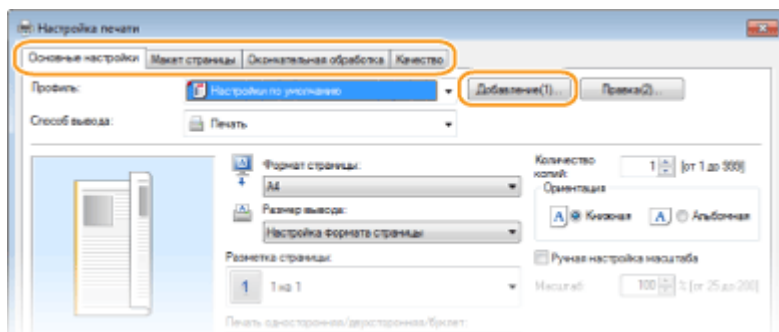 Настройка печати
Основные настройки Макет страницы Окончательная обработка Качество
Профиль: Настройки по умолчанию Добавление(1)... Правка(2)...
Способ вывода: Печать
Формат страницы:
A4
Размер вывода:
Настройка формата страницы
Разметка страницы:
1 1 на 1
Печать односторонняя/двухсторонняя/буклет:
Количество копий: 1 [от 1 до 999]
Ориентация
A Книжная A Альбомная
Ручная настройка масштаба
Масштаб: 100 % [от 25 до 200]